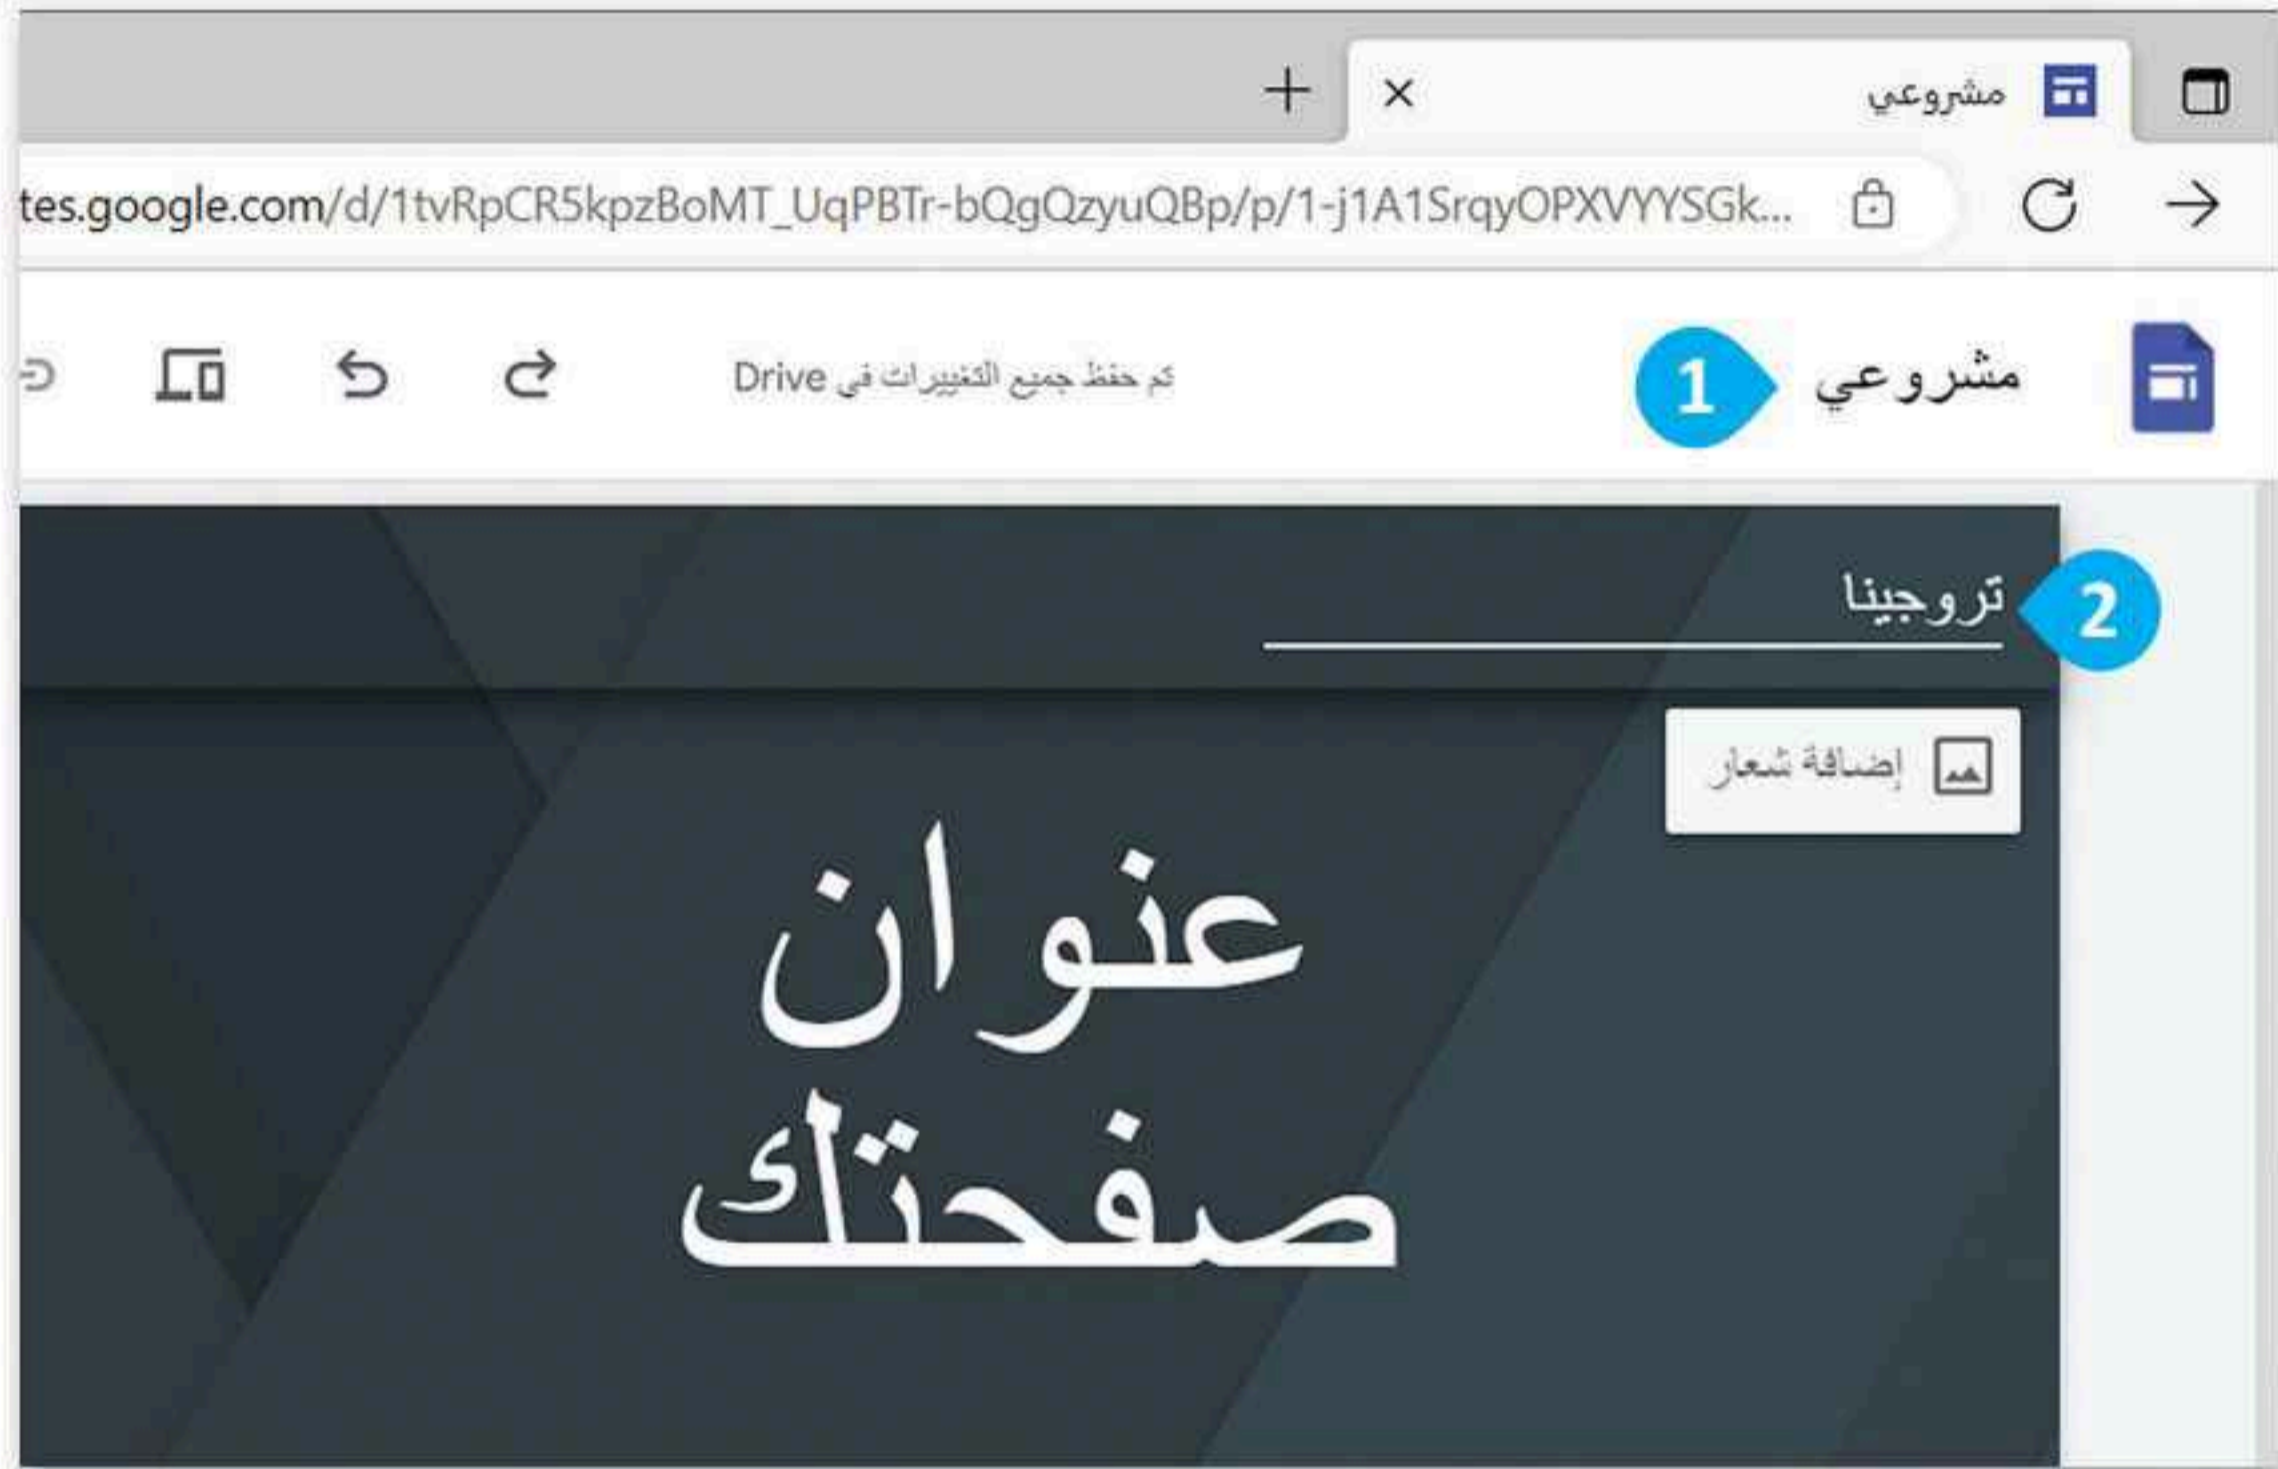 مشروعي
tes.google.com/d/1tvRpCR5kpzBoMT_UqPBTr-bQgQzyuQBp/p/1-j1A1SrqyOPXVYYSGk...
مشروعي 1 تم حفظ جميع التغييرات في Drive
2 تروجينا
إضافة شعار
عنوان
صفحتك